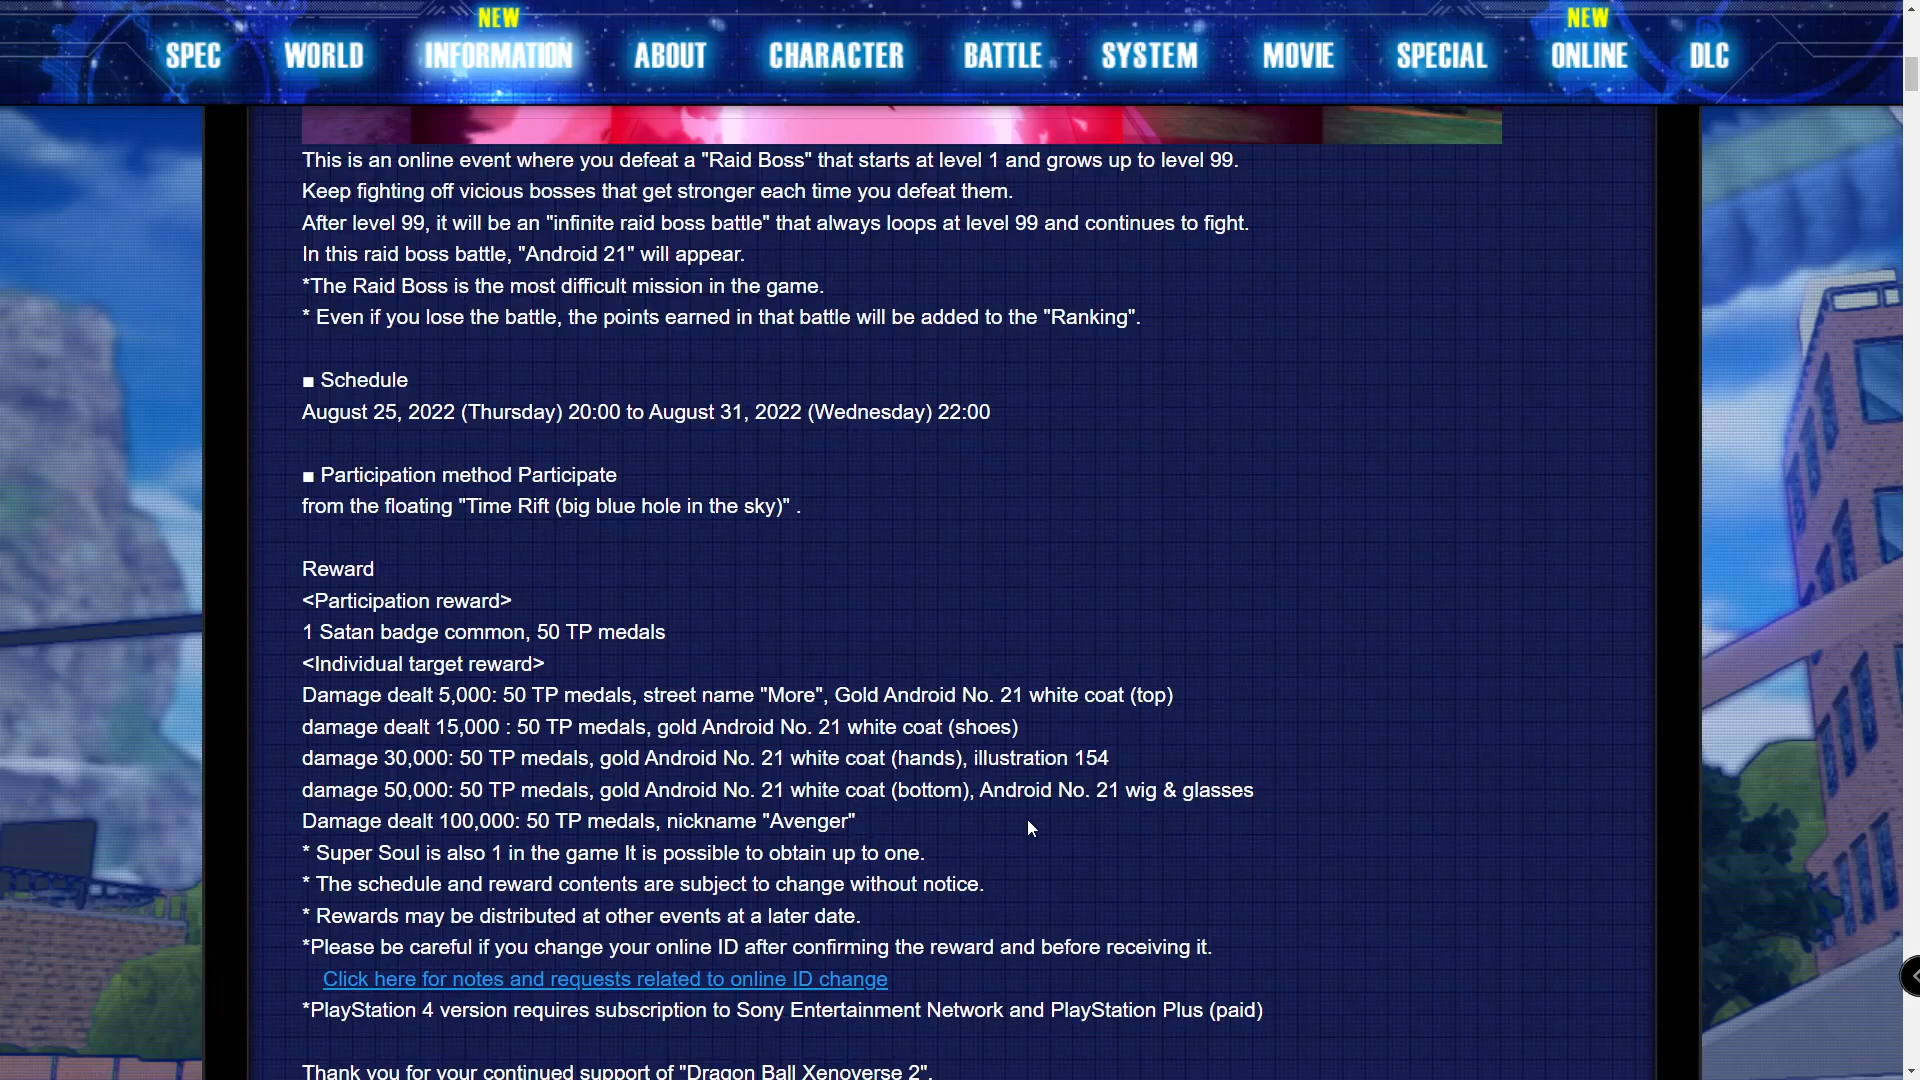 NEW
NEW
SPEC WORLD INFORMATION ABOUT CHARACTER BATTLE SYSTEM MOVIE SPECIAL ONLINE DLC
This is an online event where you defeat a "Raid Boss" that starts at level 1 and grows up to level 99.
Keep fighting off vicious bosses that get stronger each time you defeat them.
After level 99, it will be an "infinite raid boss battle" that always loops at level 99 and continues to fight.
In this raid boss battle, "Android 21" will appear.
*The Raid Boss is the most difficult mission in the game.
* Even if you lose the battle, the points earned in that battle will be added to the "Ranking".
■ Schedule
August 25, 2022 (Thursday) 20:00 to August 31, 2022 (Wednesday) 22:00
■ Participation method Participate
from the floating "Time Rift (big blue hole in the sky)" .
Reward
<Participation reward>
1 Satan badge common, 50 TP medals
<Individual target reward>
Damage dealt 5,000: 50 TP medals, street name "More", Gold Android No. 21 white coat (top)
damage dealt 15,000 : 50 TP medals, gold Android No. 21 white coat (shoes)
damage 30,000: 50 TP medals, gold Android No. 21 white coat (hands), illustration 154
damage 50,000: 50 TP medals, gold Android No. 21 white coat (bottom), Android No. 21 wig & glasses
Damage dealt 100,000: 50 TP medals, nickname "Avenger"
* Super Soul is also 1 in the game It is possible to obtain up to one.
* The schedule and reward contents are subject to change without notice.
* Rewards may be distributed at other events at a later date.
*Please be careful if you change your online ID after confirming the reward and before receiving it.
Click here for notes and requests related to online ID change
*PlayStation 4 version requires subscription to Sony Entertainment Network and PlayStation Plus (paid)
Thank you for your continued support of "Dragon Ball Xenoverse 2".